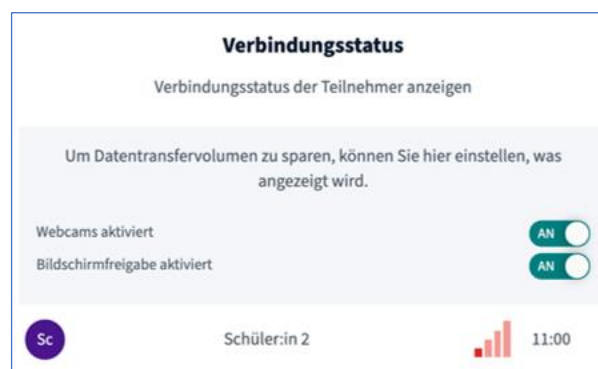 Verbindungsstatus
Verbindungsstatus der Teilnehmer anzeigen
Um Datentransfervolumen zu sparen, können Sie hier einstellen, was
angezeigt wird.
Webcams aktiviert AN
Bildschirmfreigabe aktiviert AN
Sc Schüler:in 2 11:00